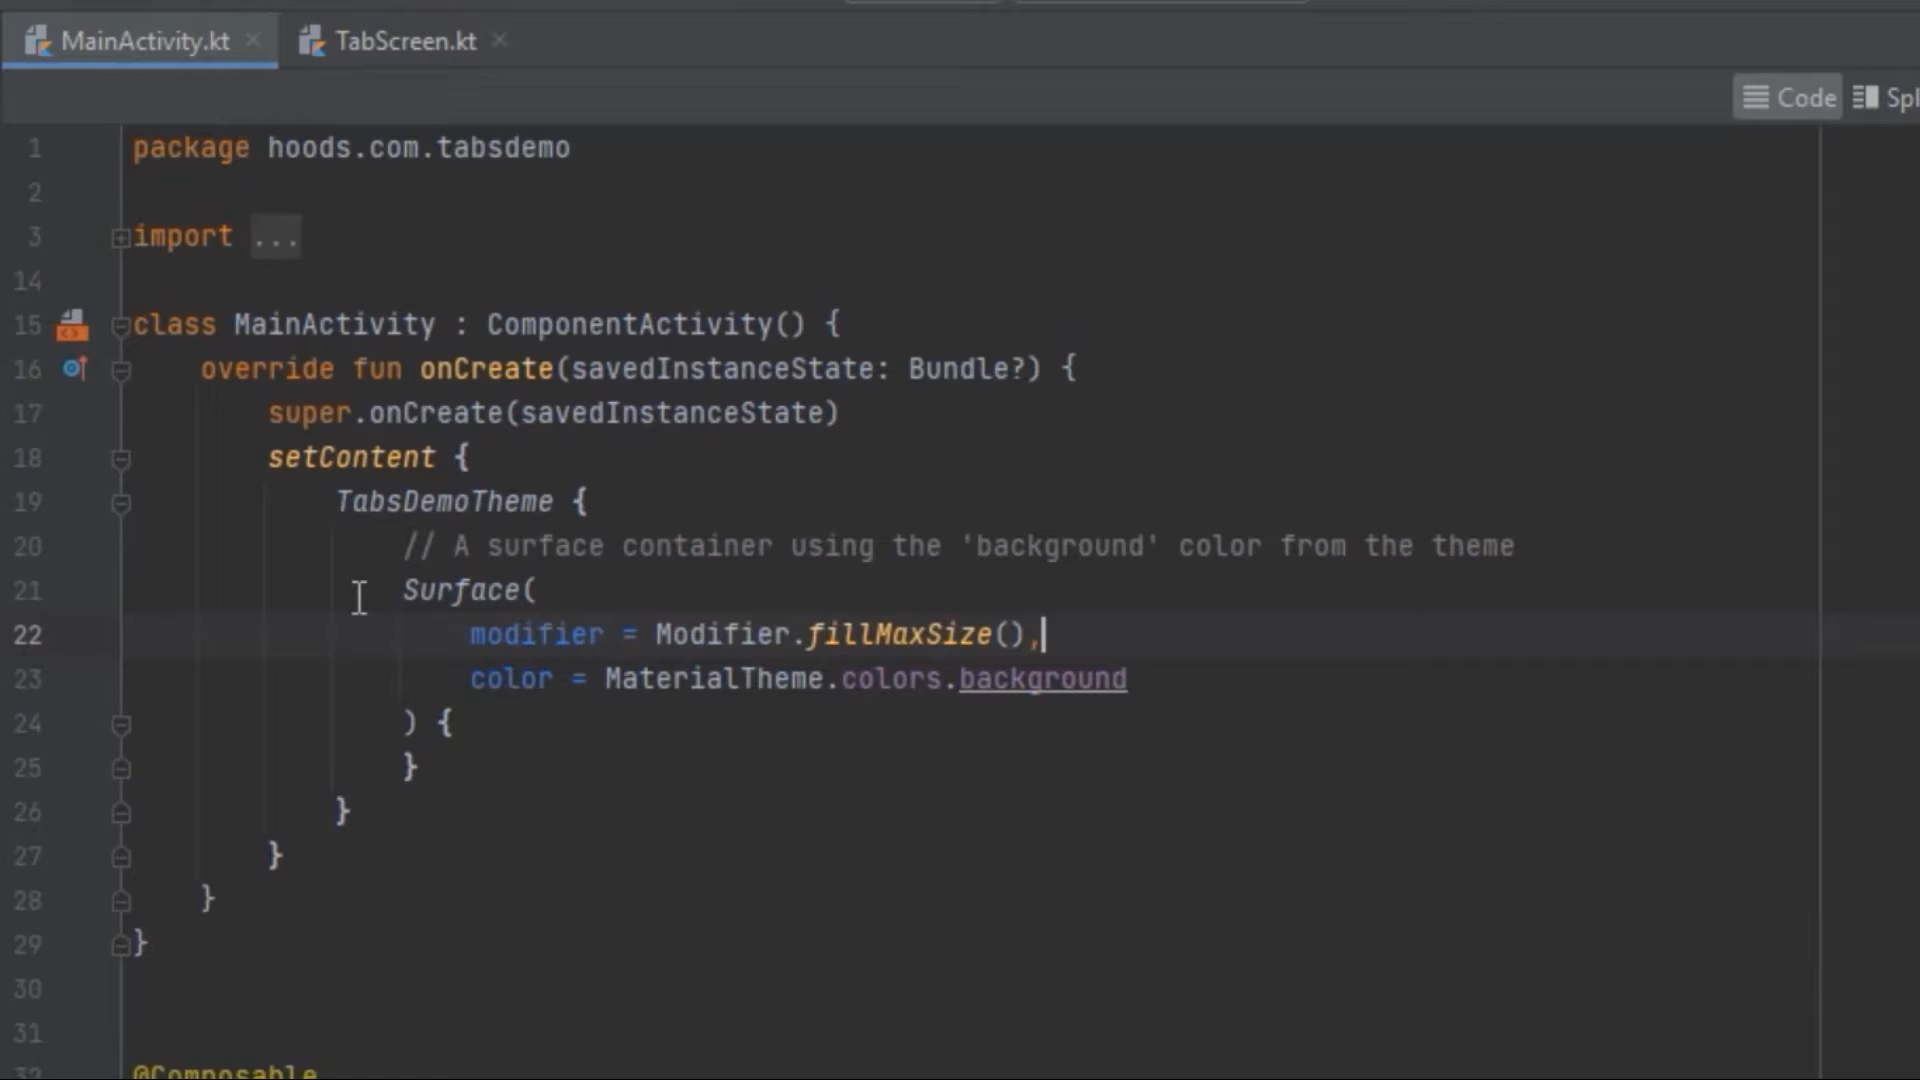 MainActivity.kt
TabScreen.kt
Code
Spl
1 package hoods.com.tabsdemo
2
3 import ...
14
15 class MainActivity : ComponentActivity() {
16 override fun onCreate(savedInstanceState: Bundle?) {
17 super.onCreate(savedInstanceState)
18 setContent {
19 TabsDemoTheme {
20 // A surface container using the 'background' color from the theme
21 Surface(
22 modifier = Modifier.fillMaxSize(),
23 color = MaterialTheme.colors.background
24 ) {
25 }
26 }
27 }
28 }
29 }
30
31
32 @Composable